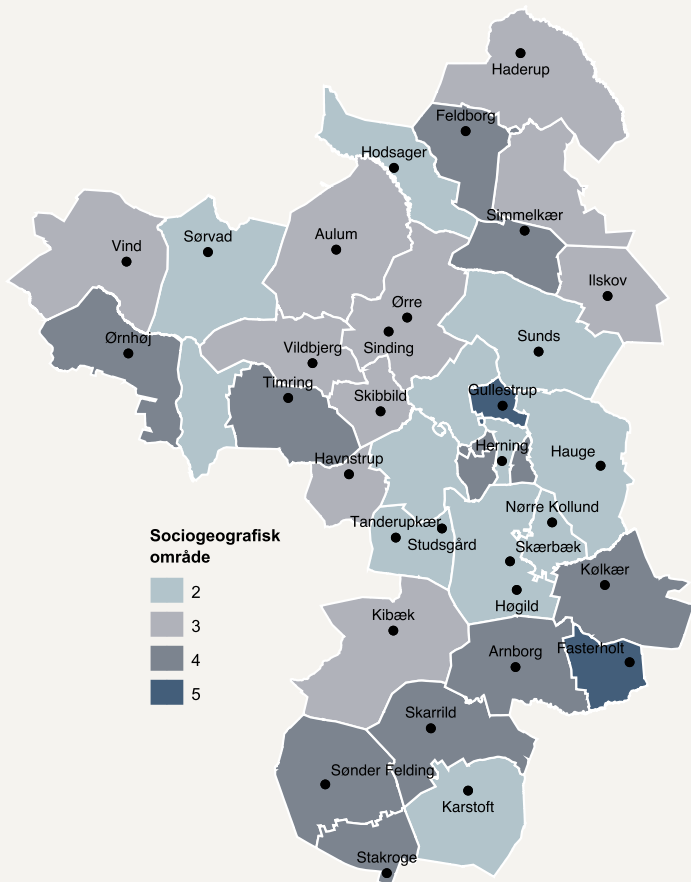 Haderup
Feldborg
Hodsager
Simmelkær
Aulum
Sørvad
Vind
Ilskov
Ørre
Sunds
Ørnhøj
Vildbjerg
Sinding
Timring
Skibbild
Gullestrup
Herning
Hauge
Havnstrup
Nørre Kollund
Tanderupkær
Studsgård
Skærbæk
Kølkær
Høgild
Kibæk
Arnborg
Fasterholt
Skarrild
Sønder Felding
Karstoft
Stakroge
Sociogeografisk
område
2
3
4
5